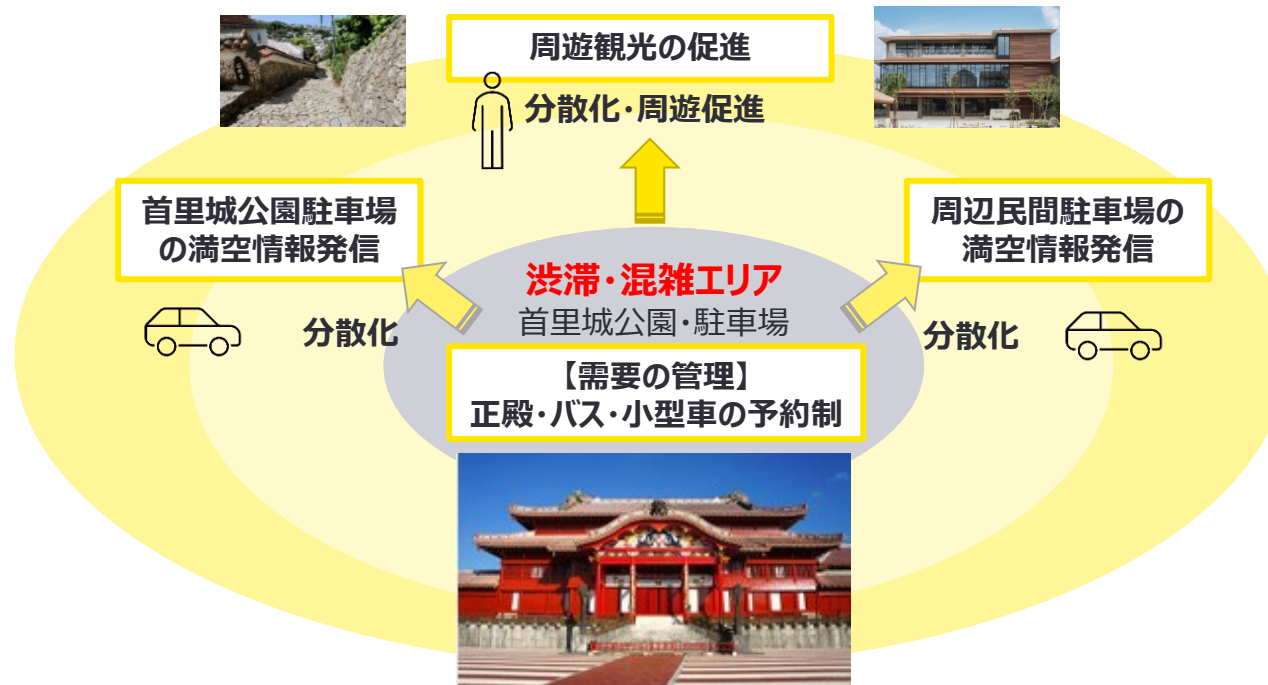 周遊観光の促進
分散化・周遊促進
首里城公園駐車場
の満空情報発信
周辺民間駐車場の
満空情報発信
渋滞・混雑エリア
首里城公園・駐車場
分散化
分散化
【需要の管理】
正殿・バス・小型車の予約制